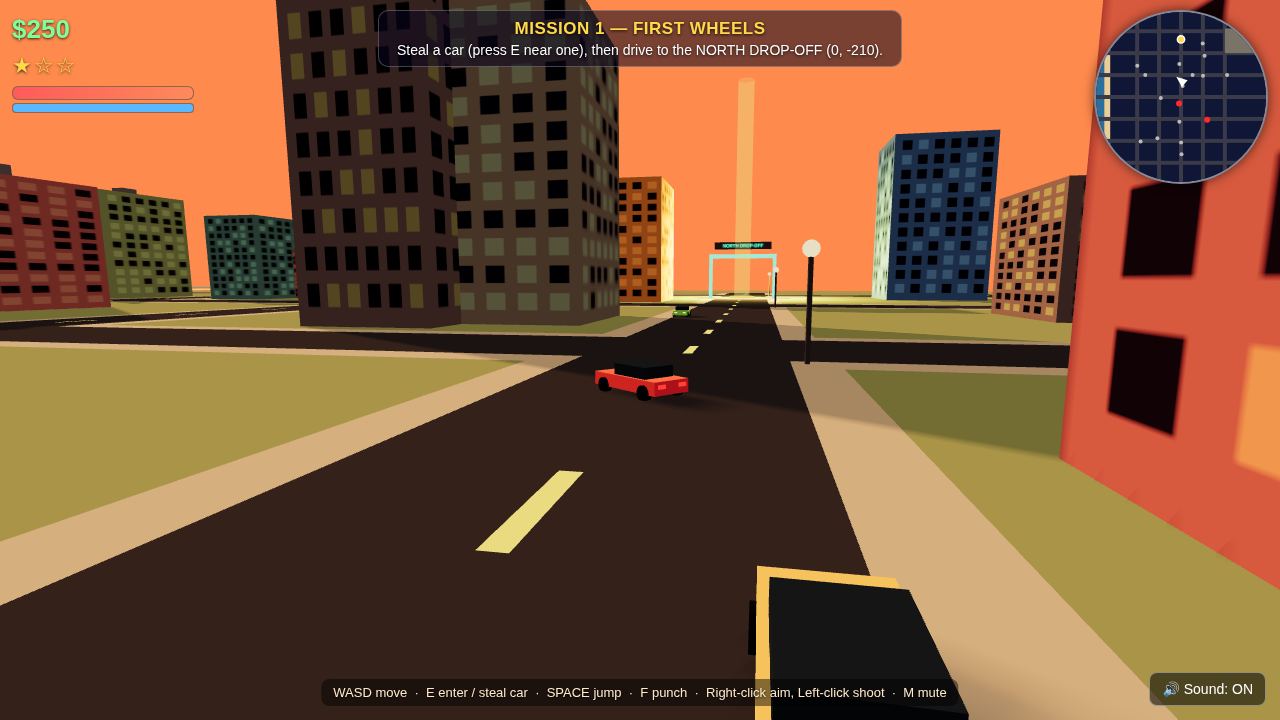 $250
★☆☆
MISSION 1 — FIRST WHEELS
Steal a car (press E near one), then drive to the NORTH DROP-OFF (0, -210).
NORTH DROP-OFF
WASD move · E enter / steal car · SPACE jump · F punch · Right-click aim, Left-click shoot · M mute
🔊 Sound: ON